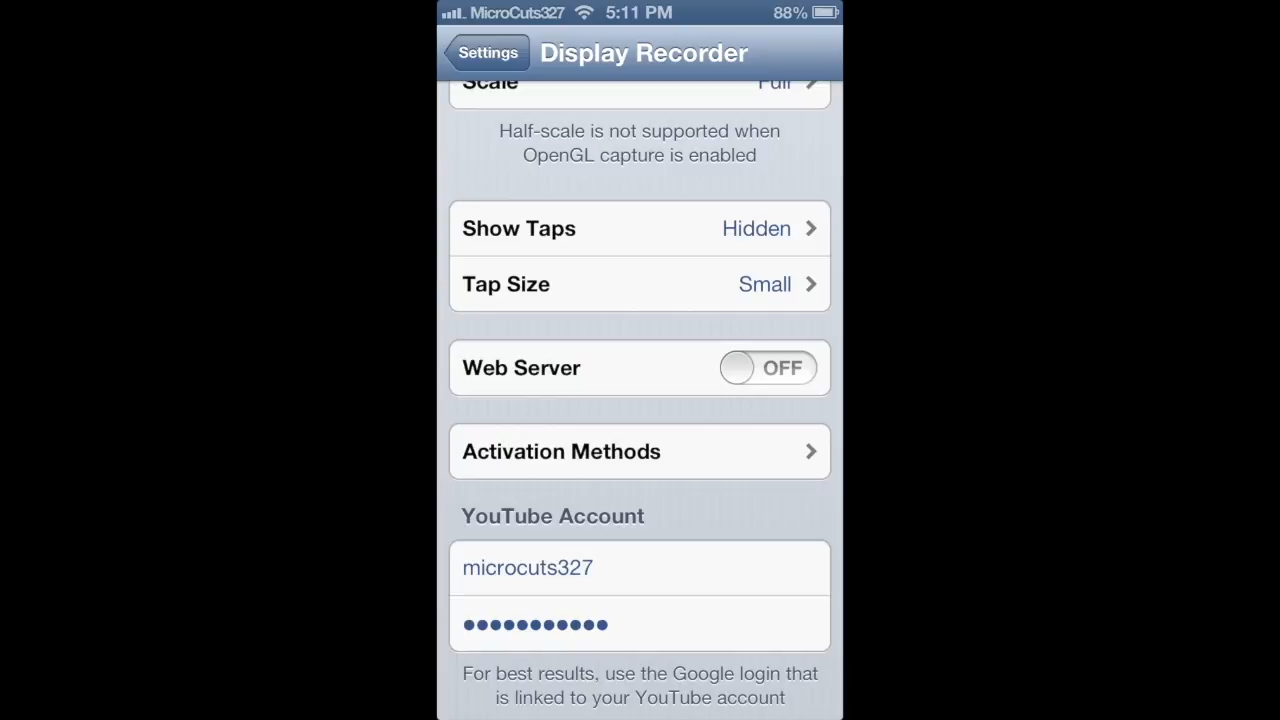 MicroCuts327 5:11 PM 88%
Settings Display Recorder
Scale Full
Half-scale is not supported when
OpenGL capture is enabled
Show Taps Hidden
Tap Size Small
Web Server OFF
Activation Methods
YouTube Account
microcuts327
●●●●●●●●●●●
For best results, use the Google login that
is linked to your YouTube account